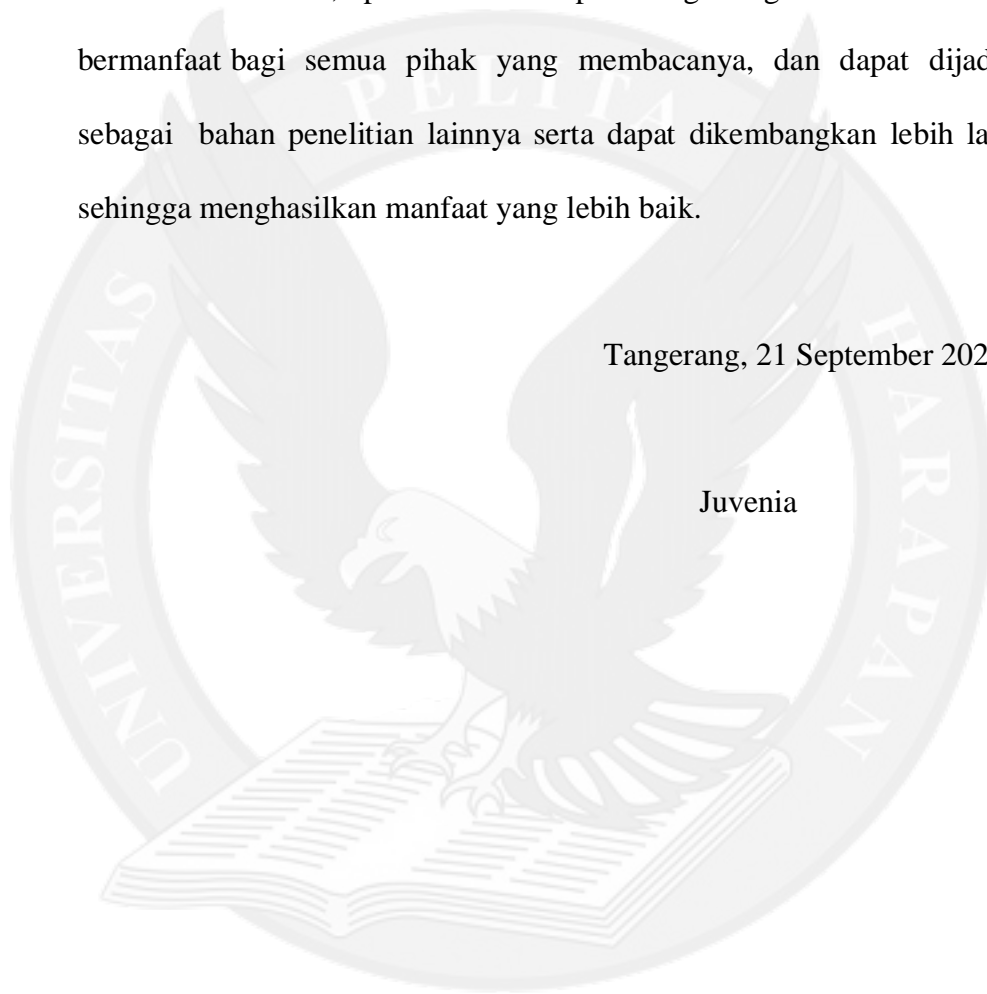 bermanfaat bagi semua pihak yang membacanya, dan dapat dijad
sebagai bahan penelitian lainnya serta dapat dikembangkan lebih la
sehingga menghasilkan manfaat yang lebih baik.
Tangerang, 21 September 202
Juvenia
UNIVERSITAS PELITA HARAPAN